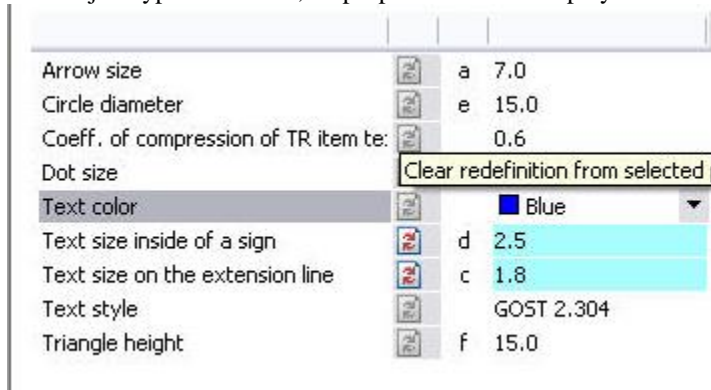 Arrow size a 7.0
Circle diameter e 15.0
Coeff. of compression of TR item te: 0.6
Dot size Clear redefinition from selected
Text color Blue
Text size inside of a sign d 2.5
Text size on the extension line c 1.8
Text style GOST 2.304
Triangle height f 15.0